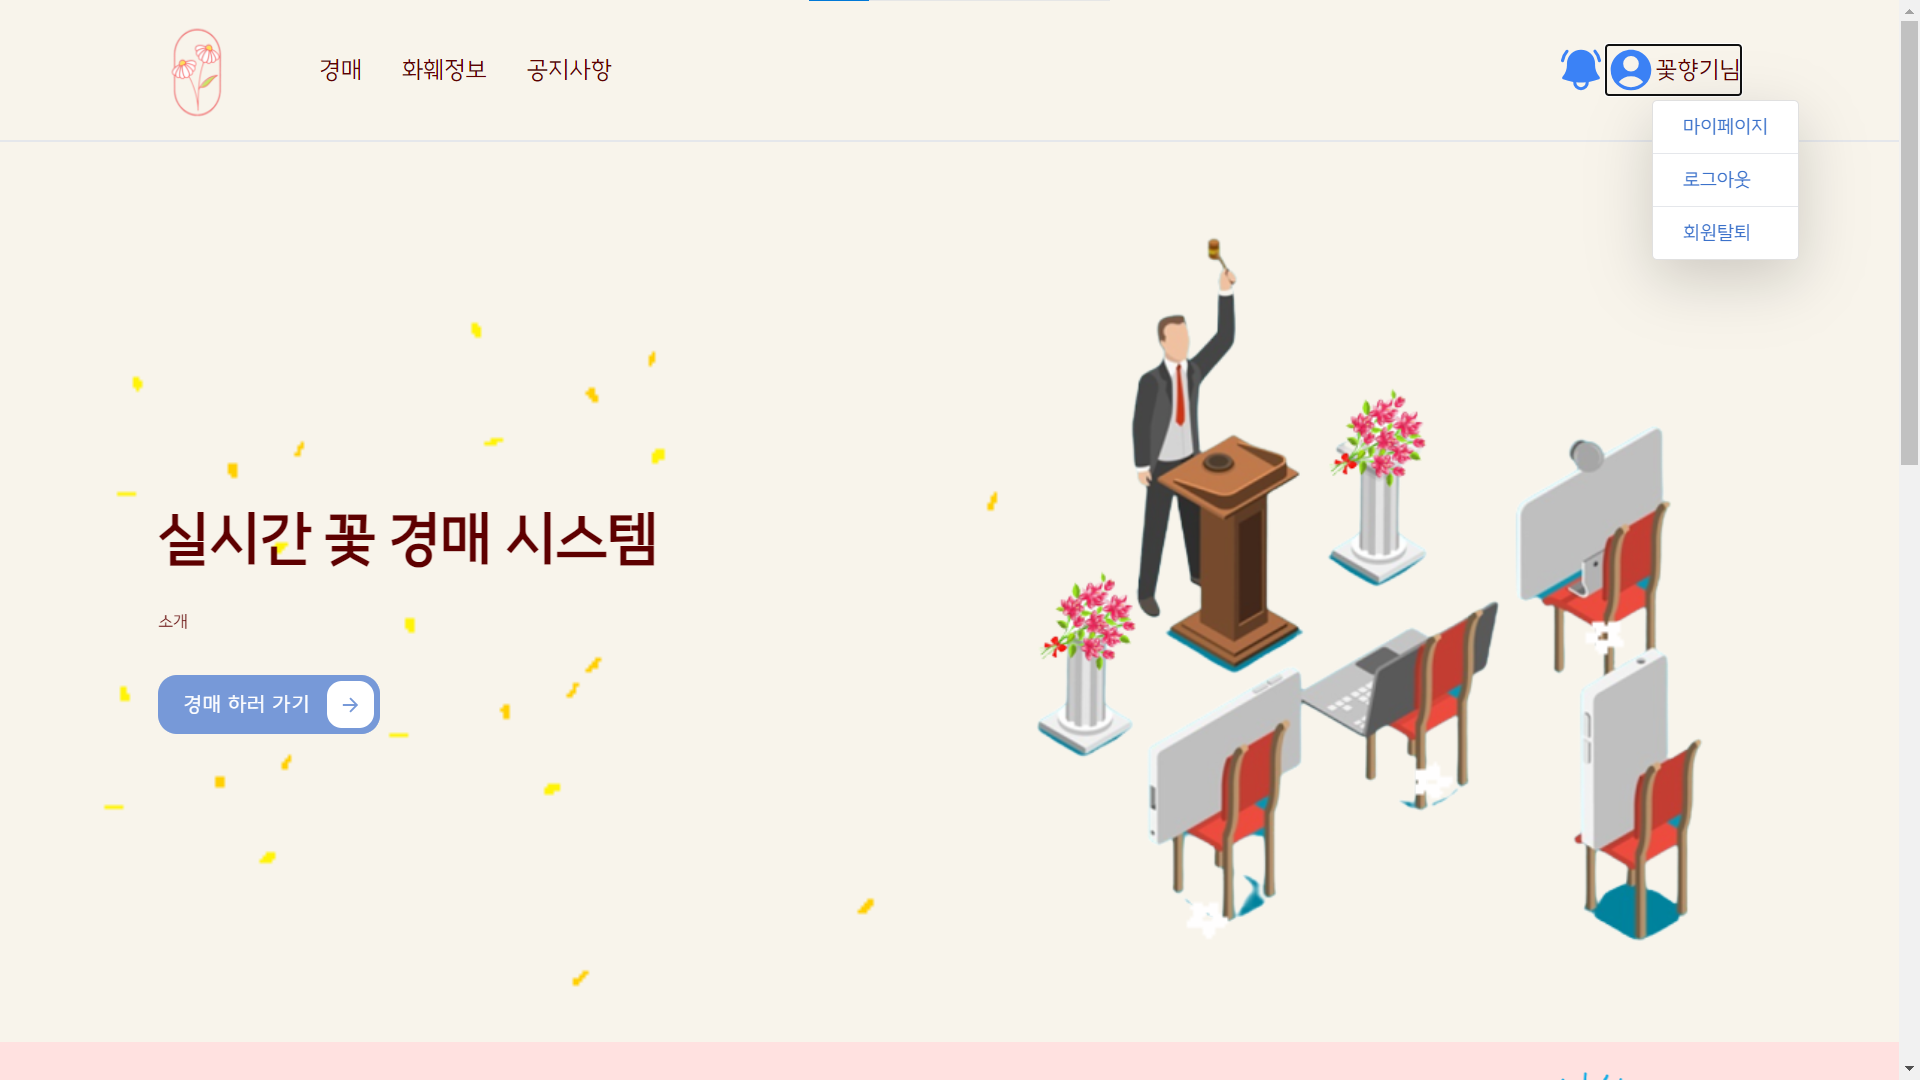 경매 화훼정보 공지사항
꽃향기님
마이페이지
로그아웃
회원탈퇴
실시간 꽃 경매 시스템
소개
경매 하러 가기